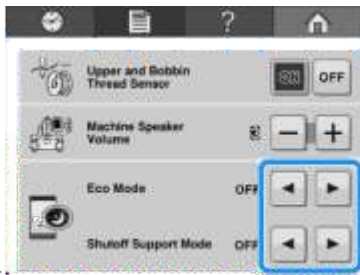 ?
Upper and Bobbin
Thread Sensor
ON OFF
Machine Speaker
Volume
− +
Eco Mode
OFF
Shutoff Support Mode
OFF